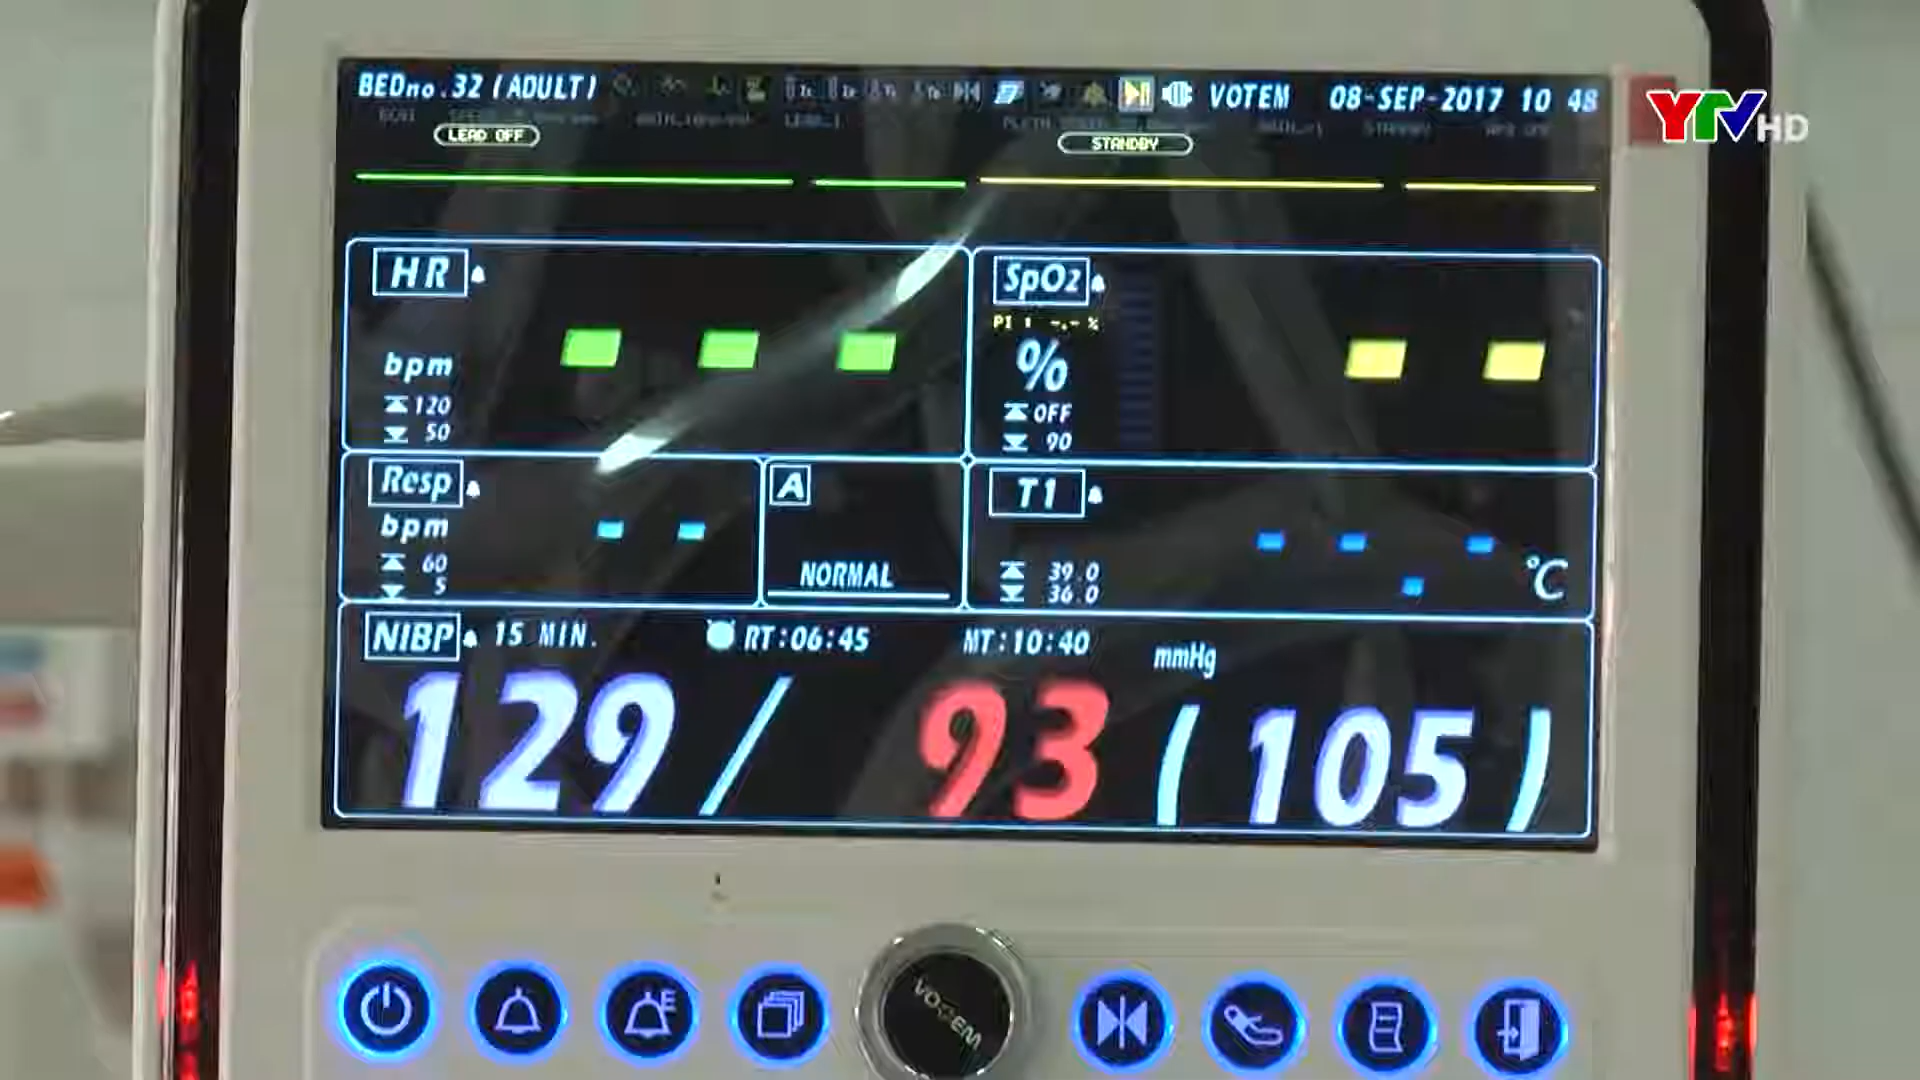 BEDno.32 (ADULT) VOTEM 08-SEP-2017 10 48
YTV HD
LEAD OFF STANDBY
HR
bpm
120
50
SpO2
PI : -.- %
%
OFF
90
Resp
bpm
60
5
A
NORMAL
T1
39.0
36.0
°C
NIBP 15 MIN. RT:06:45 MT:10:40 mmHg
129 / 93 ( 105 )
E
VOTEM